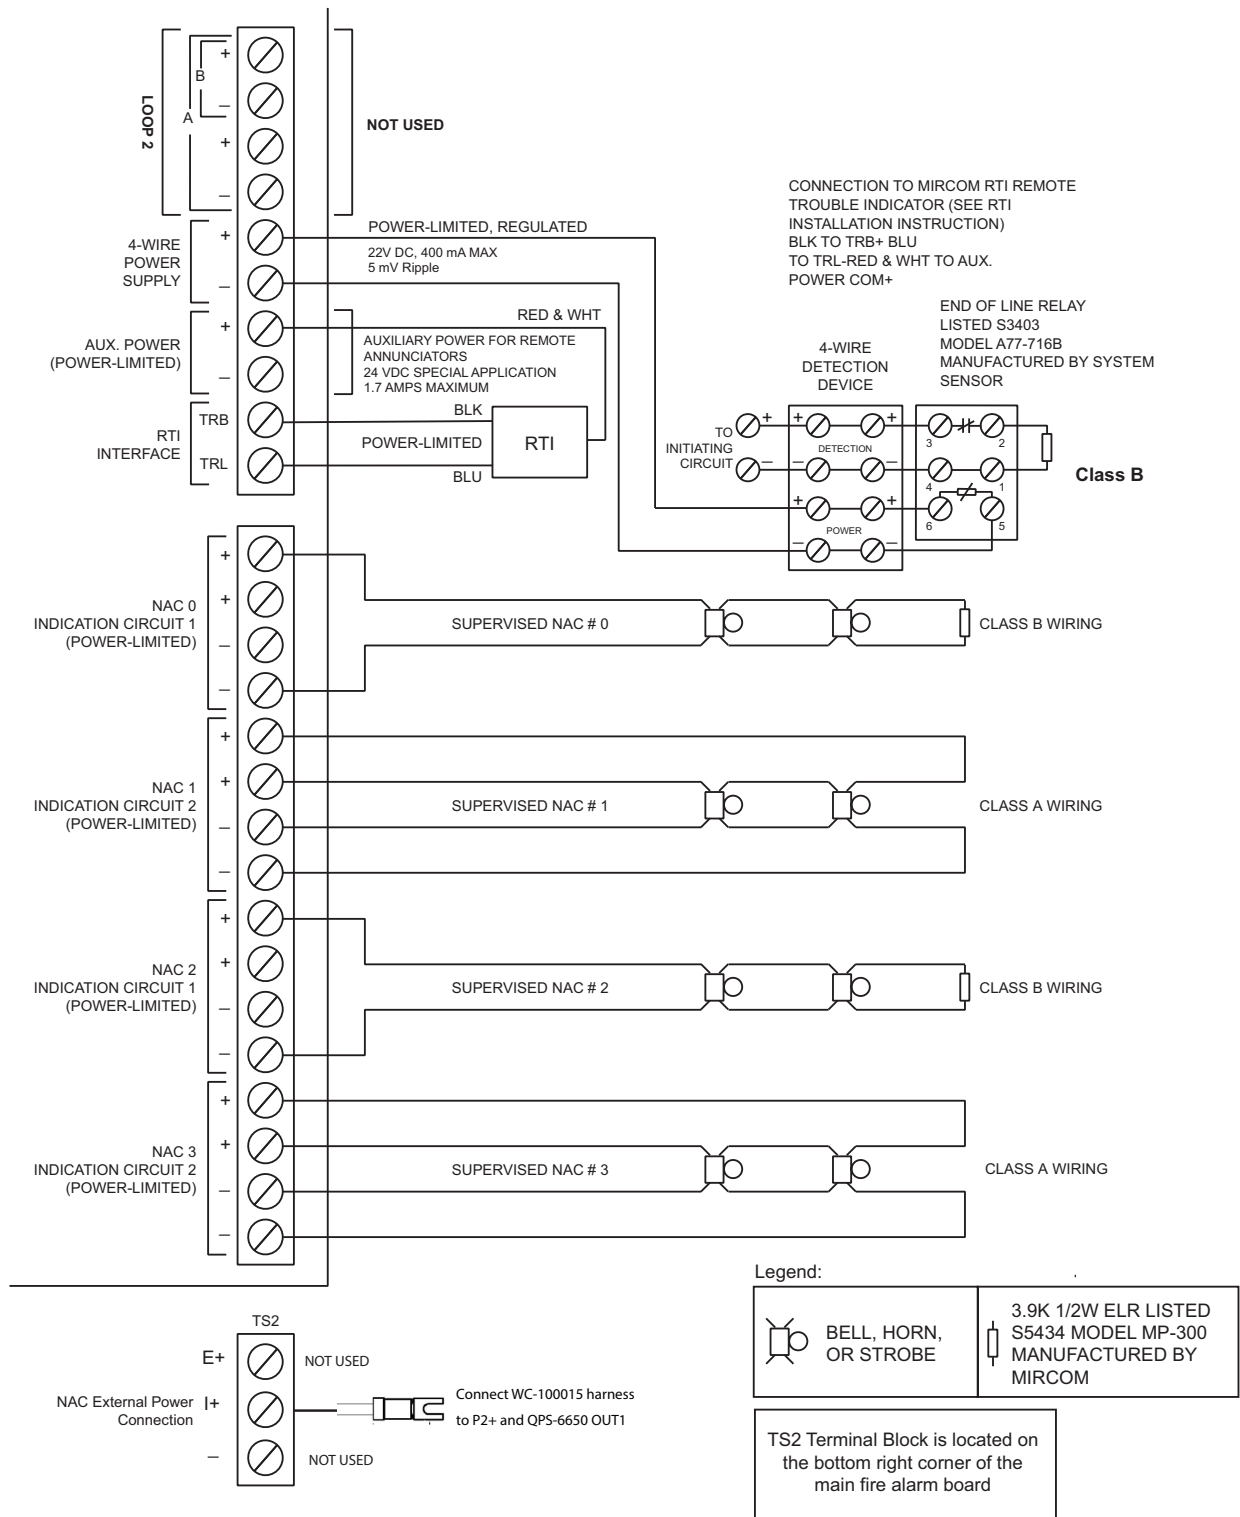 LOOP 2
A
B
+
–
+
–
NOT USED
4-WIRE
POWER
SUPPLY
+
–
POWER-LIMITED, REGULATED
22V DC, 400 mA MAX
5 mV Ripple
AUX. POWER
(POWER-LIMITED)
+
–
RED & WHT
AUXILIARY POWER FOR REMOTE
ANNUNCIATORS
24 VDC SPECIAL APPLICATION
1.7 AMPS MAXIMUM
RTI
INTERFACE
TRB
TRL
BLK
POWER-LIMITED
BLU
RTI
CONNECTION TO MIRCOM RTI REMOTE
TROUBLE INDICATOR (SEE RTI
INSTALLATION INSTRUCTION)
BLK TO TRB+ BLU
TO TRL-RED & WHT TO AUX.
POWER COM+
END OF LINE RELAY
LISTED S3403
MODEL A77-716B
MANUFACTURED BY SYSTEM
SENSOR
4-WIRE
DETECTION
DEVICE
TO
INITIATING
CIRCUIT
+
–
+ +
DETECTION
– –
+ +
POWER
– –
3 2
4 1
6 5
Class B
NAC 0
INDICATION CIRCUIT 1
(POWER-LIMITED)
+
+
–
–
SUPERVISED NAC # 0
CLASS B WIRING
NAC 1
INDICATION CIRCUIT 2
(POWER-LIMITED)
+
+
–
–
SUPERVISED NAC # 1
CLASS A WIRING
NAC 2
INDICATION CIRCUIT 1
(POWER-LIMITED)
+
+
–
–
SUPERVISED NAC # 2
CLASS B WIRING
NAC 3
INDICATION CIRCUIT 2
(POWER-LIMITED)
+
+
–
–
SUPERVISED NAC # 3
CLASS A WIRING
Legend:
BELL, HORN,
OR STROBE
3.9K 1/2W ELR LISTED
S5434 MODEL MP-300
MANUFACTURED BY
MIRCOM
TS2
E+
NOT USED
NAC External Power
Connection
I+
Connect WC-100015 harness
to P2+ and QPS-6650 OUT1
–
NOT USED
TS2 Terminal Block is located on
the bottom right corner of the
main fire alarm board